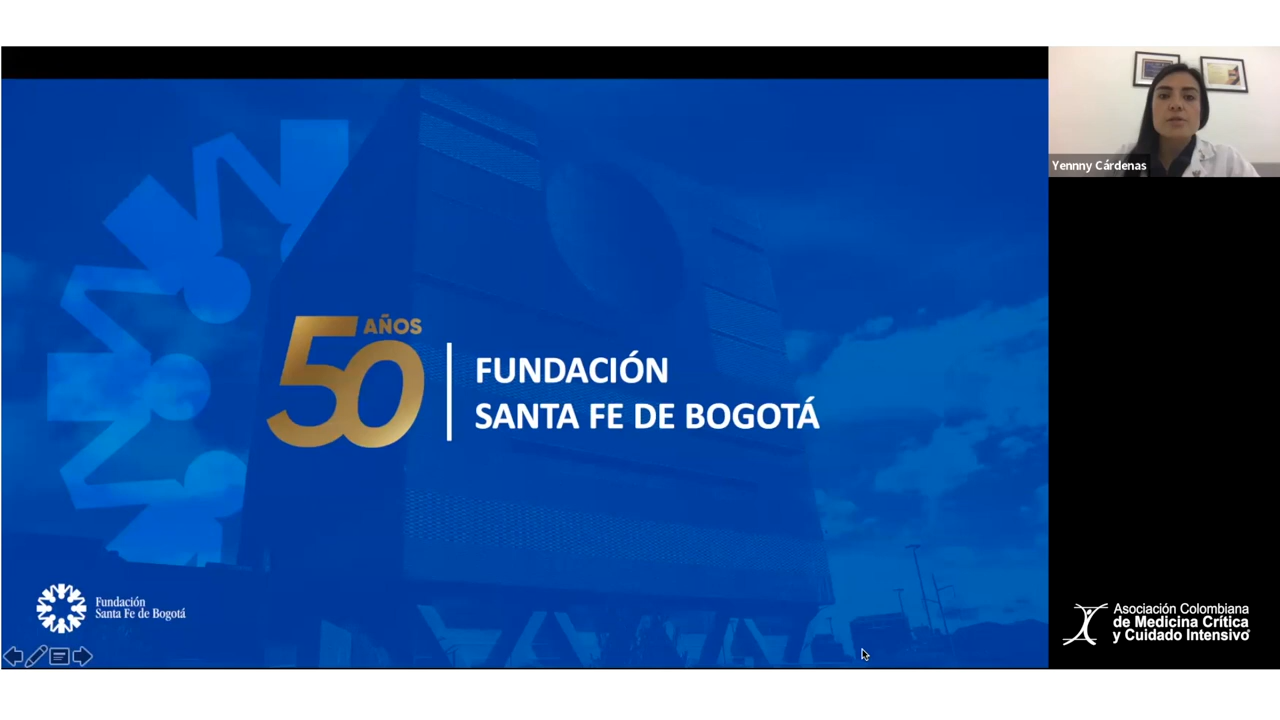 Yennny Cárdenas
50 AÑOS
FUNDACIÓN
SANTA FE DE BOGOTÁ
Fundación
Santa Fe de Bogotá
Asociación Colombiana
de Medicina Crítica
y Cuidado Intensivo